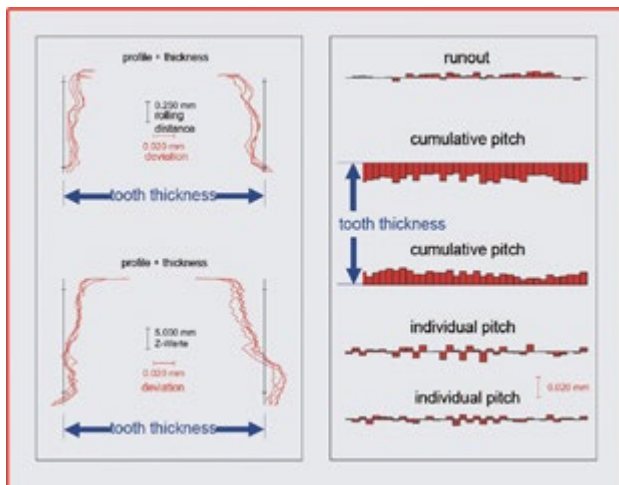 profile + thickness
0.250 mm
rolling
distance
0.020 mm
deviation
tooth thickness
profile + thickness
5.000 mm
Z-Werte
0.020 mm
deviation
tooth thickness
runout
cumulative pitch
tooth thickness
cumulative pitch
individual pitch
0.020 mm
individual pitch